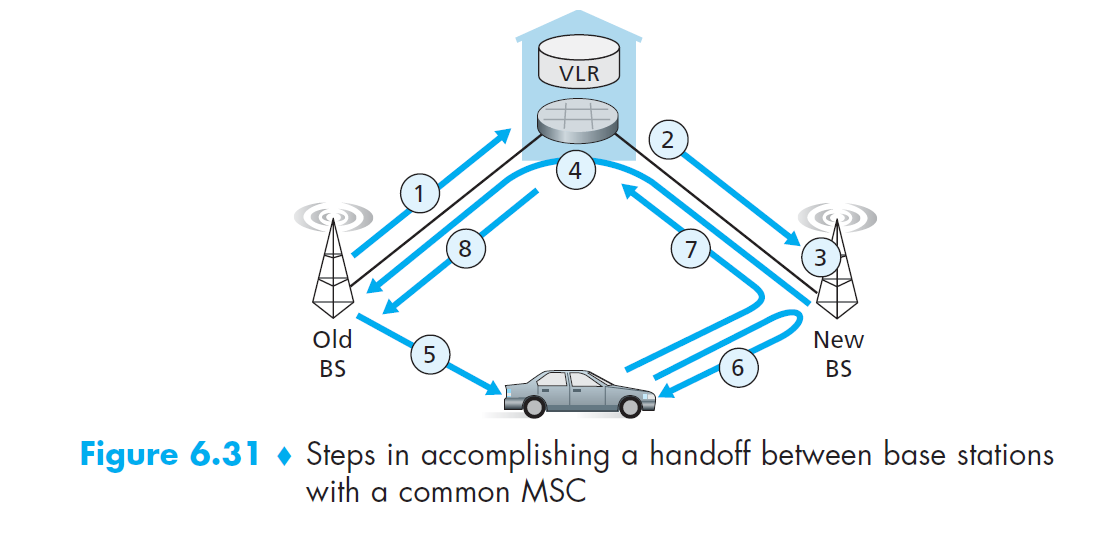 VLR
2
4
1
3
8
7
Old
BS
New
BS
5
6
Figure 6.31 ♦ Steps in accomplishing a handoff between base stations
with a common MSC